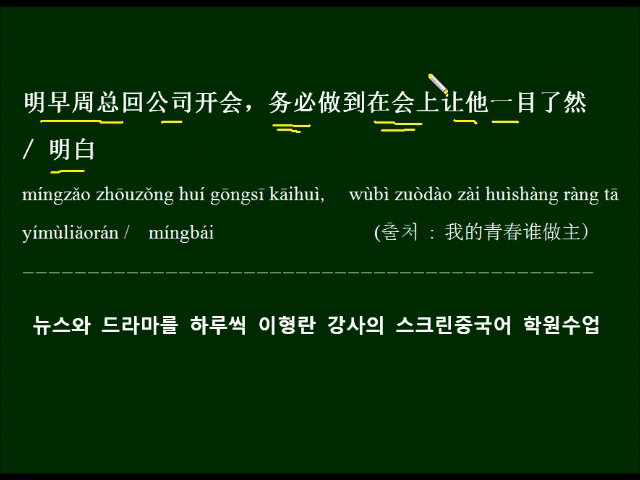 明早周总回公司开会，务必做到在会上让他一目了然
/ 明白
míngzǎo zhōuzǒng huí gōngsī kāihuì, wùbì zuòdào zài huìshàng ràng tā
yímùliǎorán / míngbái (출처 : 我的青春谁做主)
뉴스와 드라마를 하루씩 이형란 강사의 스크린중국어 학원수업